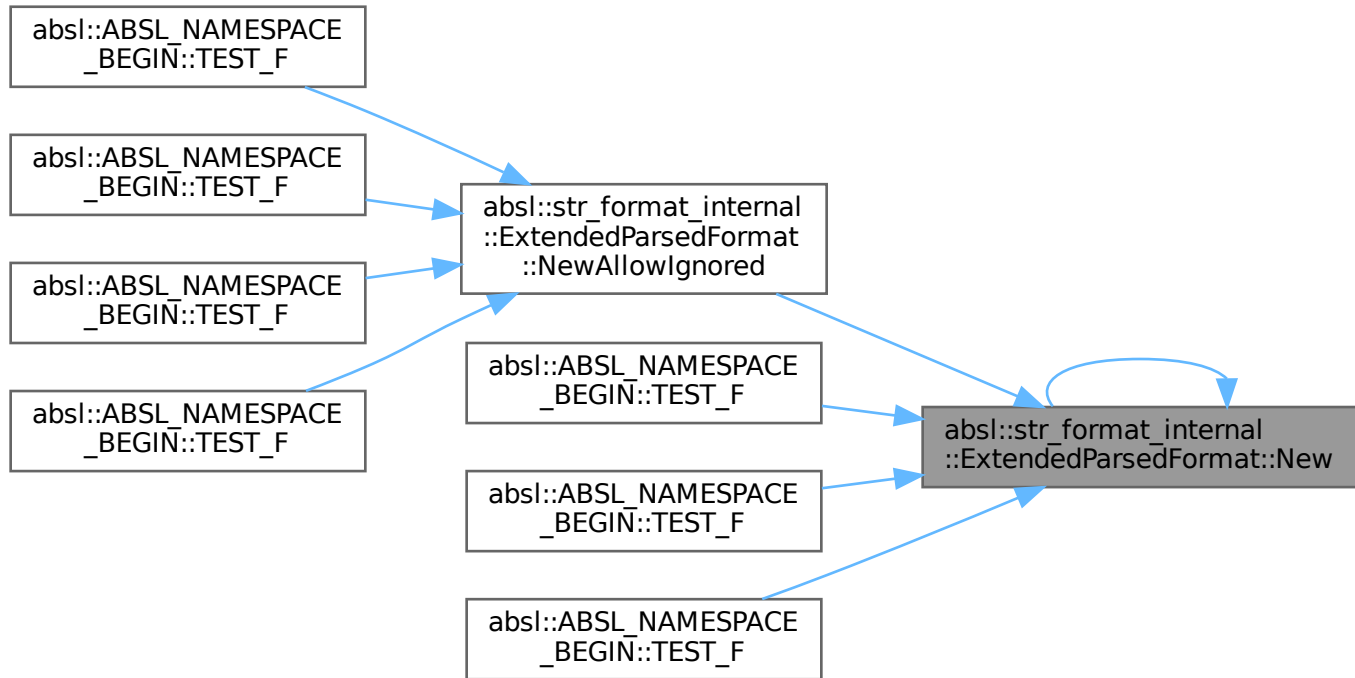 absl::ABSL_NAMESPACE
_BEGIN::TEST_F
absl::ABSL_NAMESPACE
_BEGIN::TEST_F
absl::ABSL_NAMESPACE
_BEGIN::TEST_F
absl::ABSL_NAMESPACE
_BEGIN::TEST_F
absl::str_format_internal
::ExtendedParsedFormat
::NewAllowIgnored
absl::ABSL_NAMESPACE
_BEGIN::TEST_F
absl::ABSL_NAMESPACE
_BEGIN::TEST_F
absl::ABSL_NAMESPACE
_BEGIN::TEST_F
absl::str_format_internal
::ExtendedParsedFormat::New